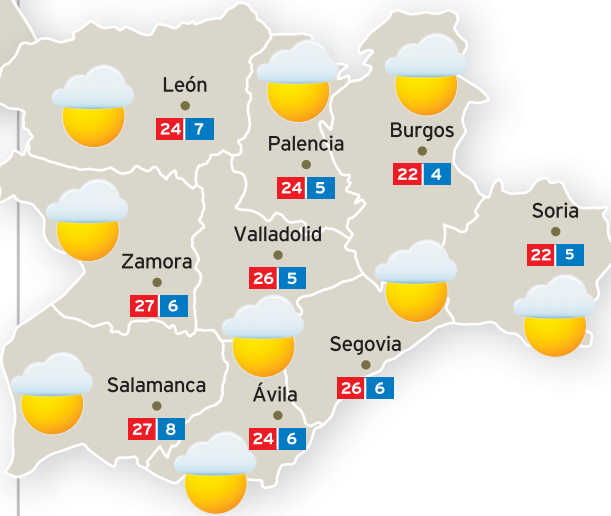 León
24 7
Palencia
24 5
Burgos
22 4
Soria
22 5
Valladolid
26 5
Zamora
27 6
Segovia
26 6
Salamanca
27 8
Ávila
24 6